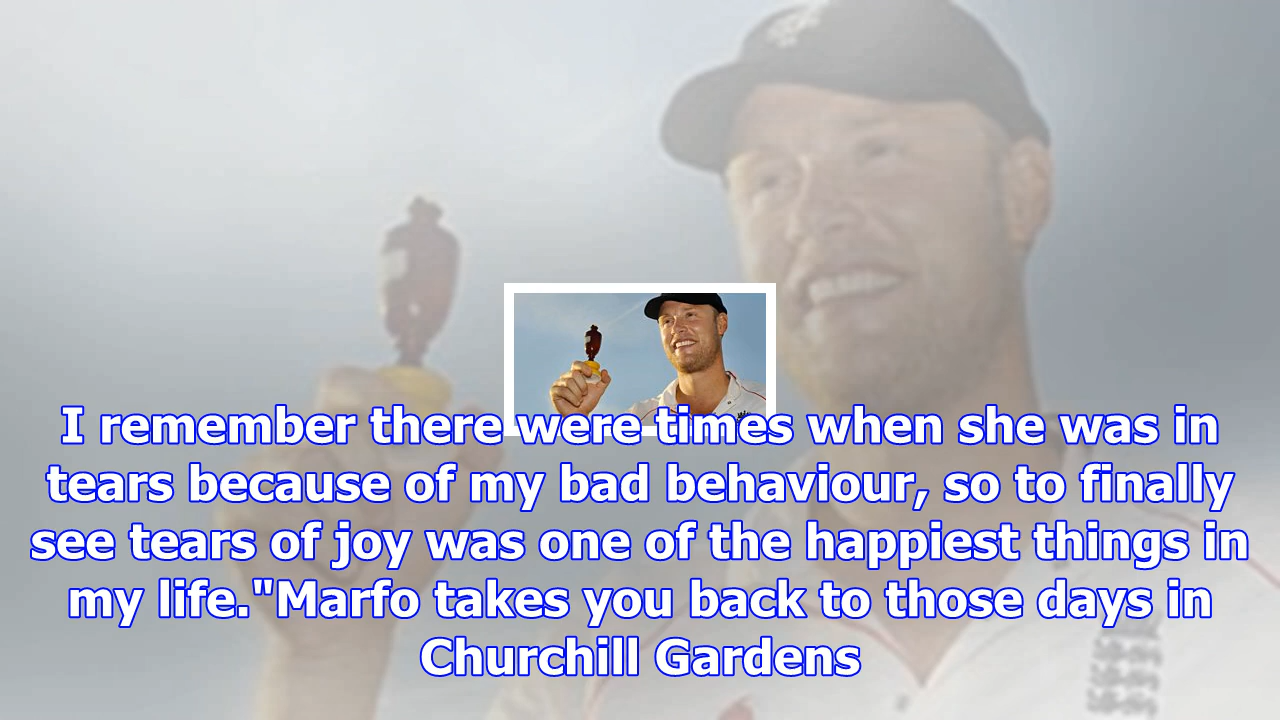 I remember there were times when she was in
tears because of my bad behaviour, so to finally
see tears of joy was one of the happiest things in
my life."Marfo takes you back to those days in
Churchill Gardens